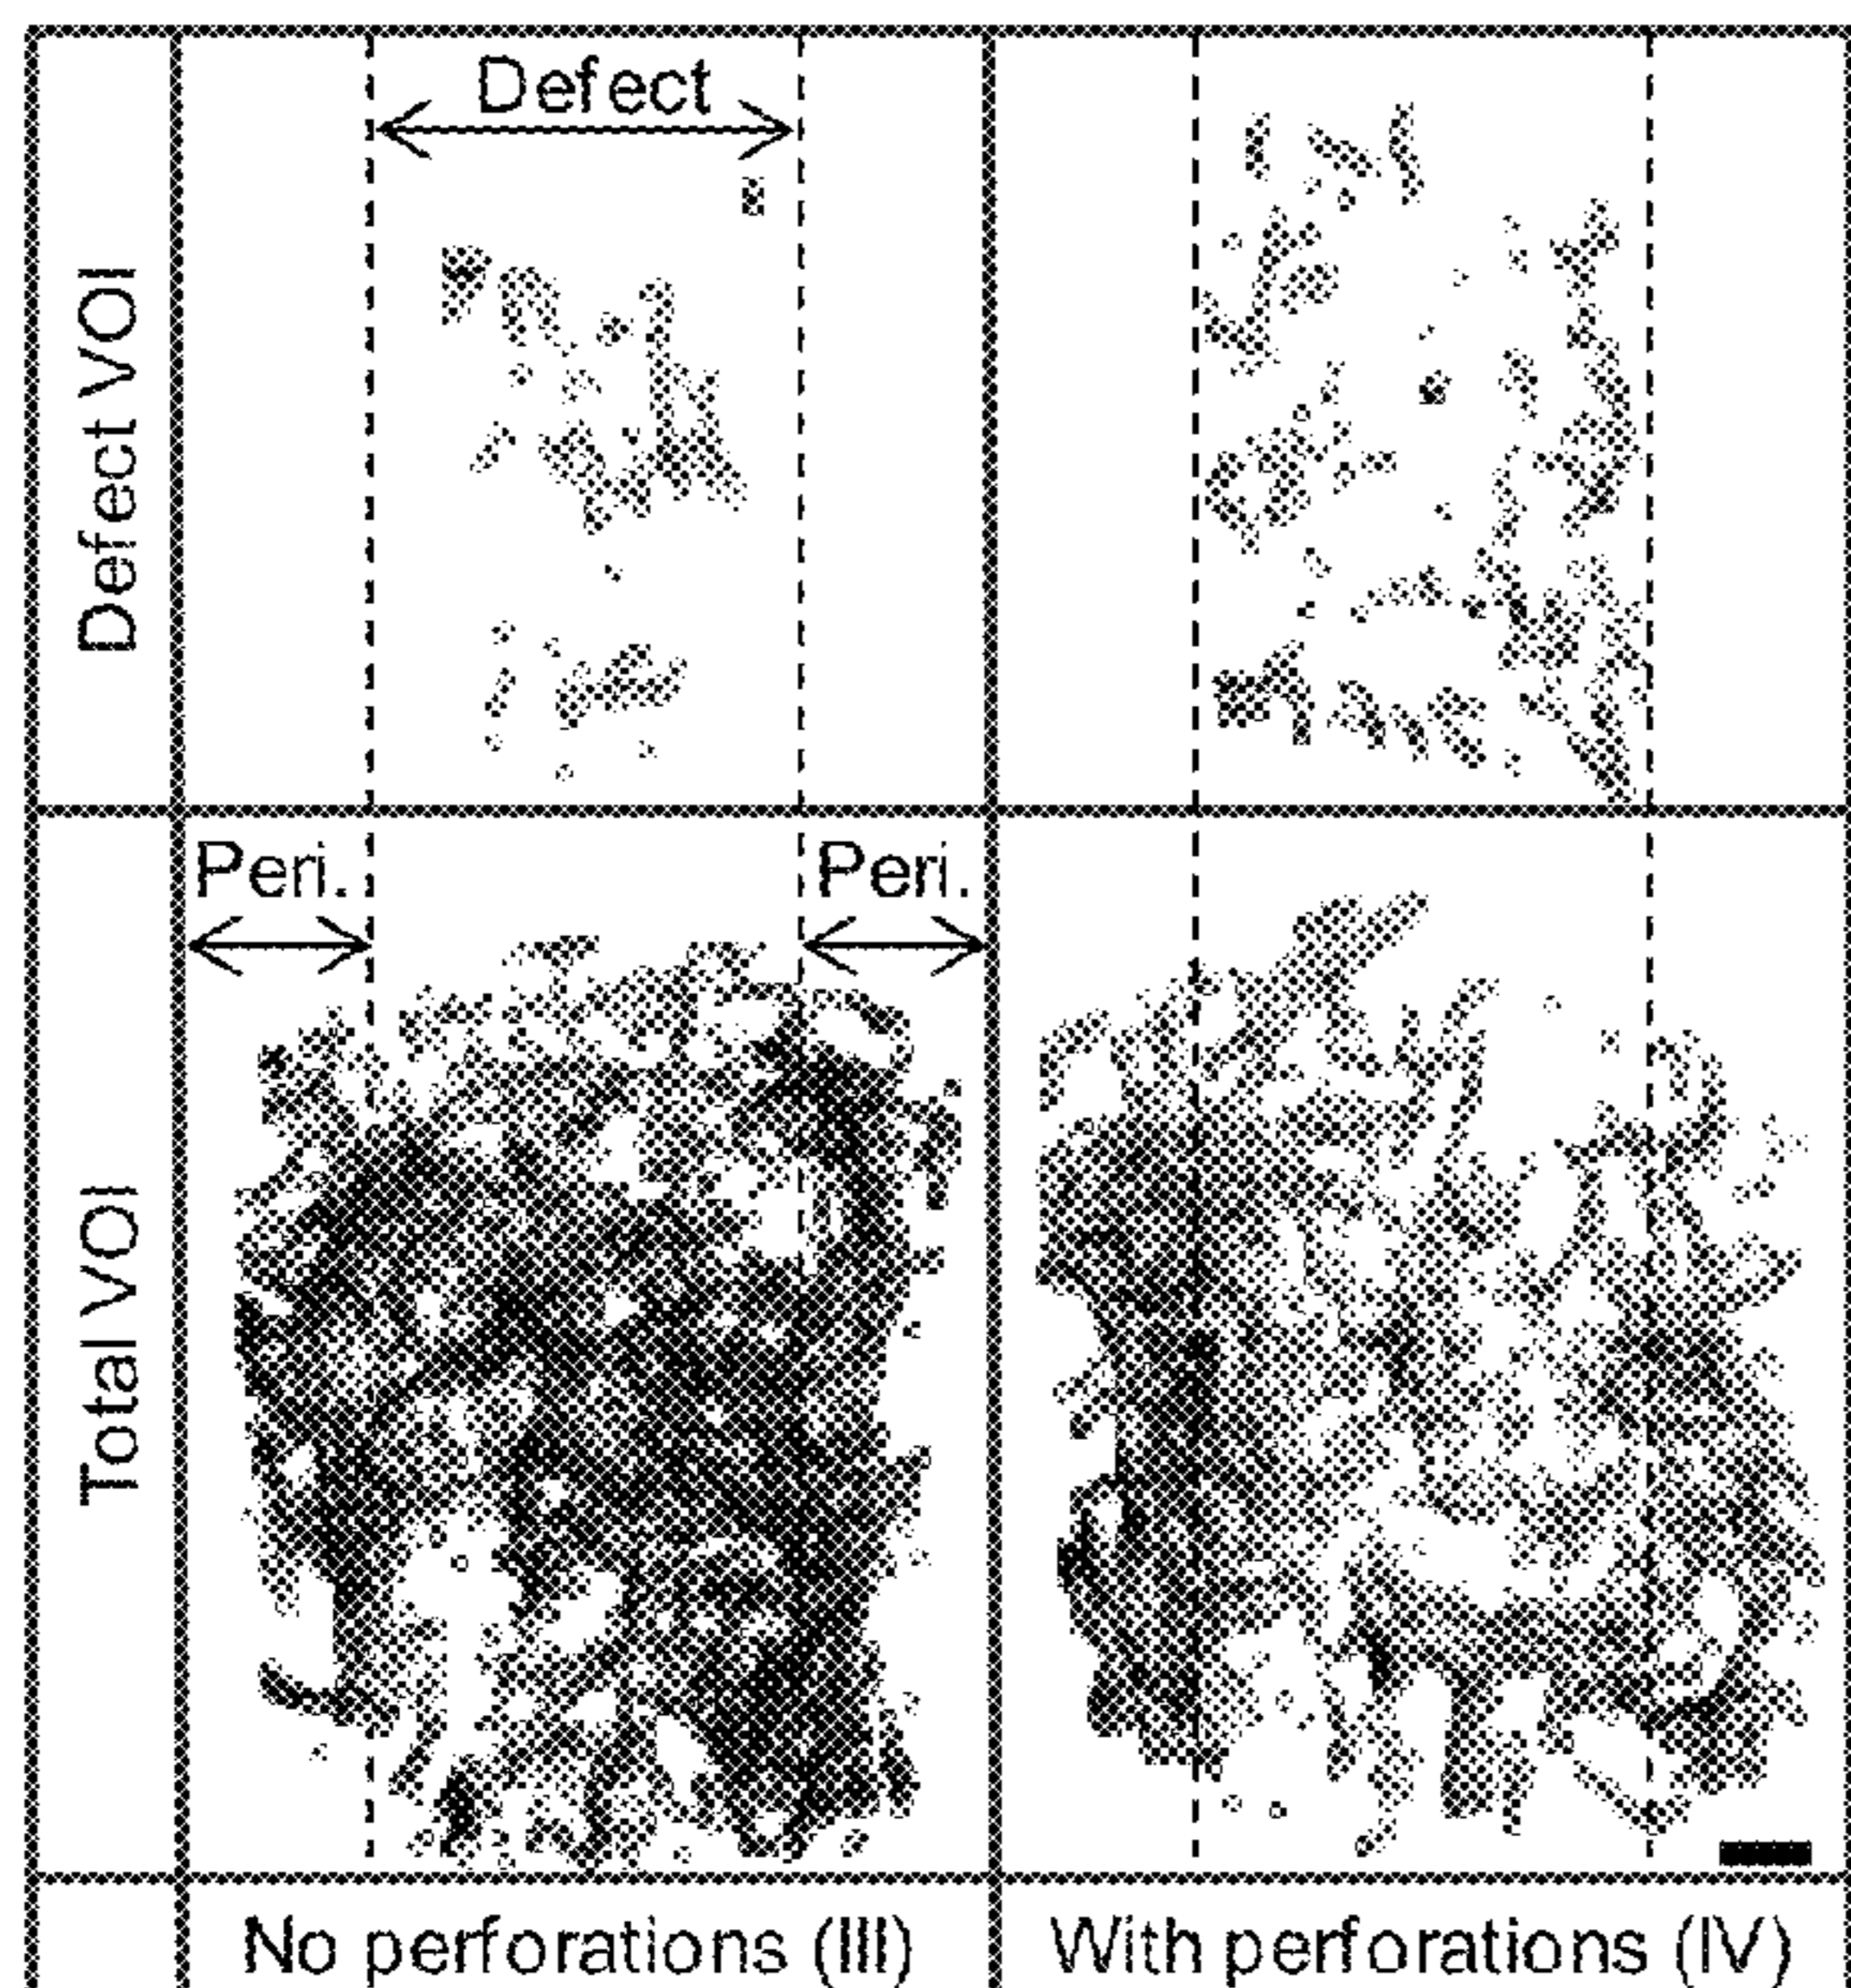 Defect
Defect VOI
Peri.
Peri.
Total VOI
No perforations (III)
With perforations (IV)